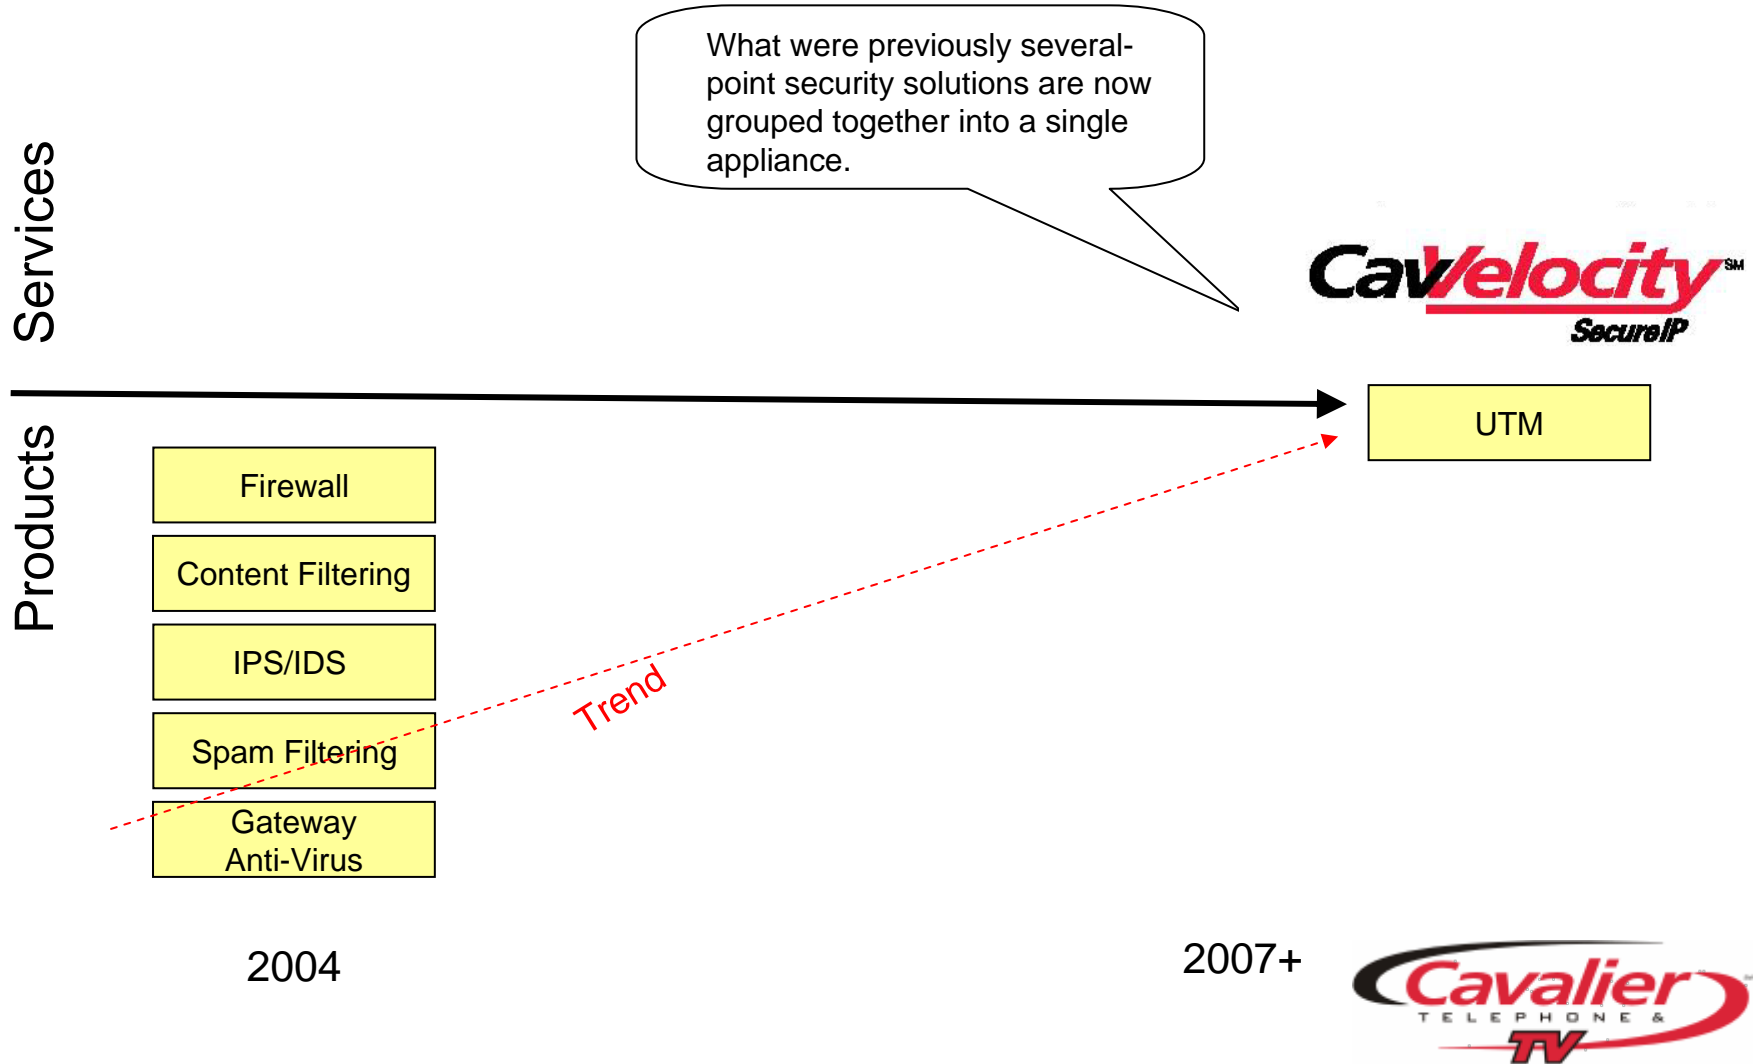 What were previously several-
point security solutions are now
grouped together into a single
appliance.
Services
CavVelocity SM
SecureIP
UTM
Products
Firewall
Content Filtering
IPS/IDS
Spam Filtering
Gateway
Anti-Virus
Trend
2004
2007+
Cavalier
TELEPHONE &
TV